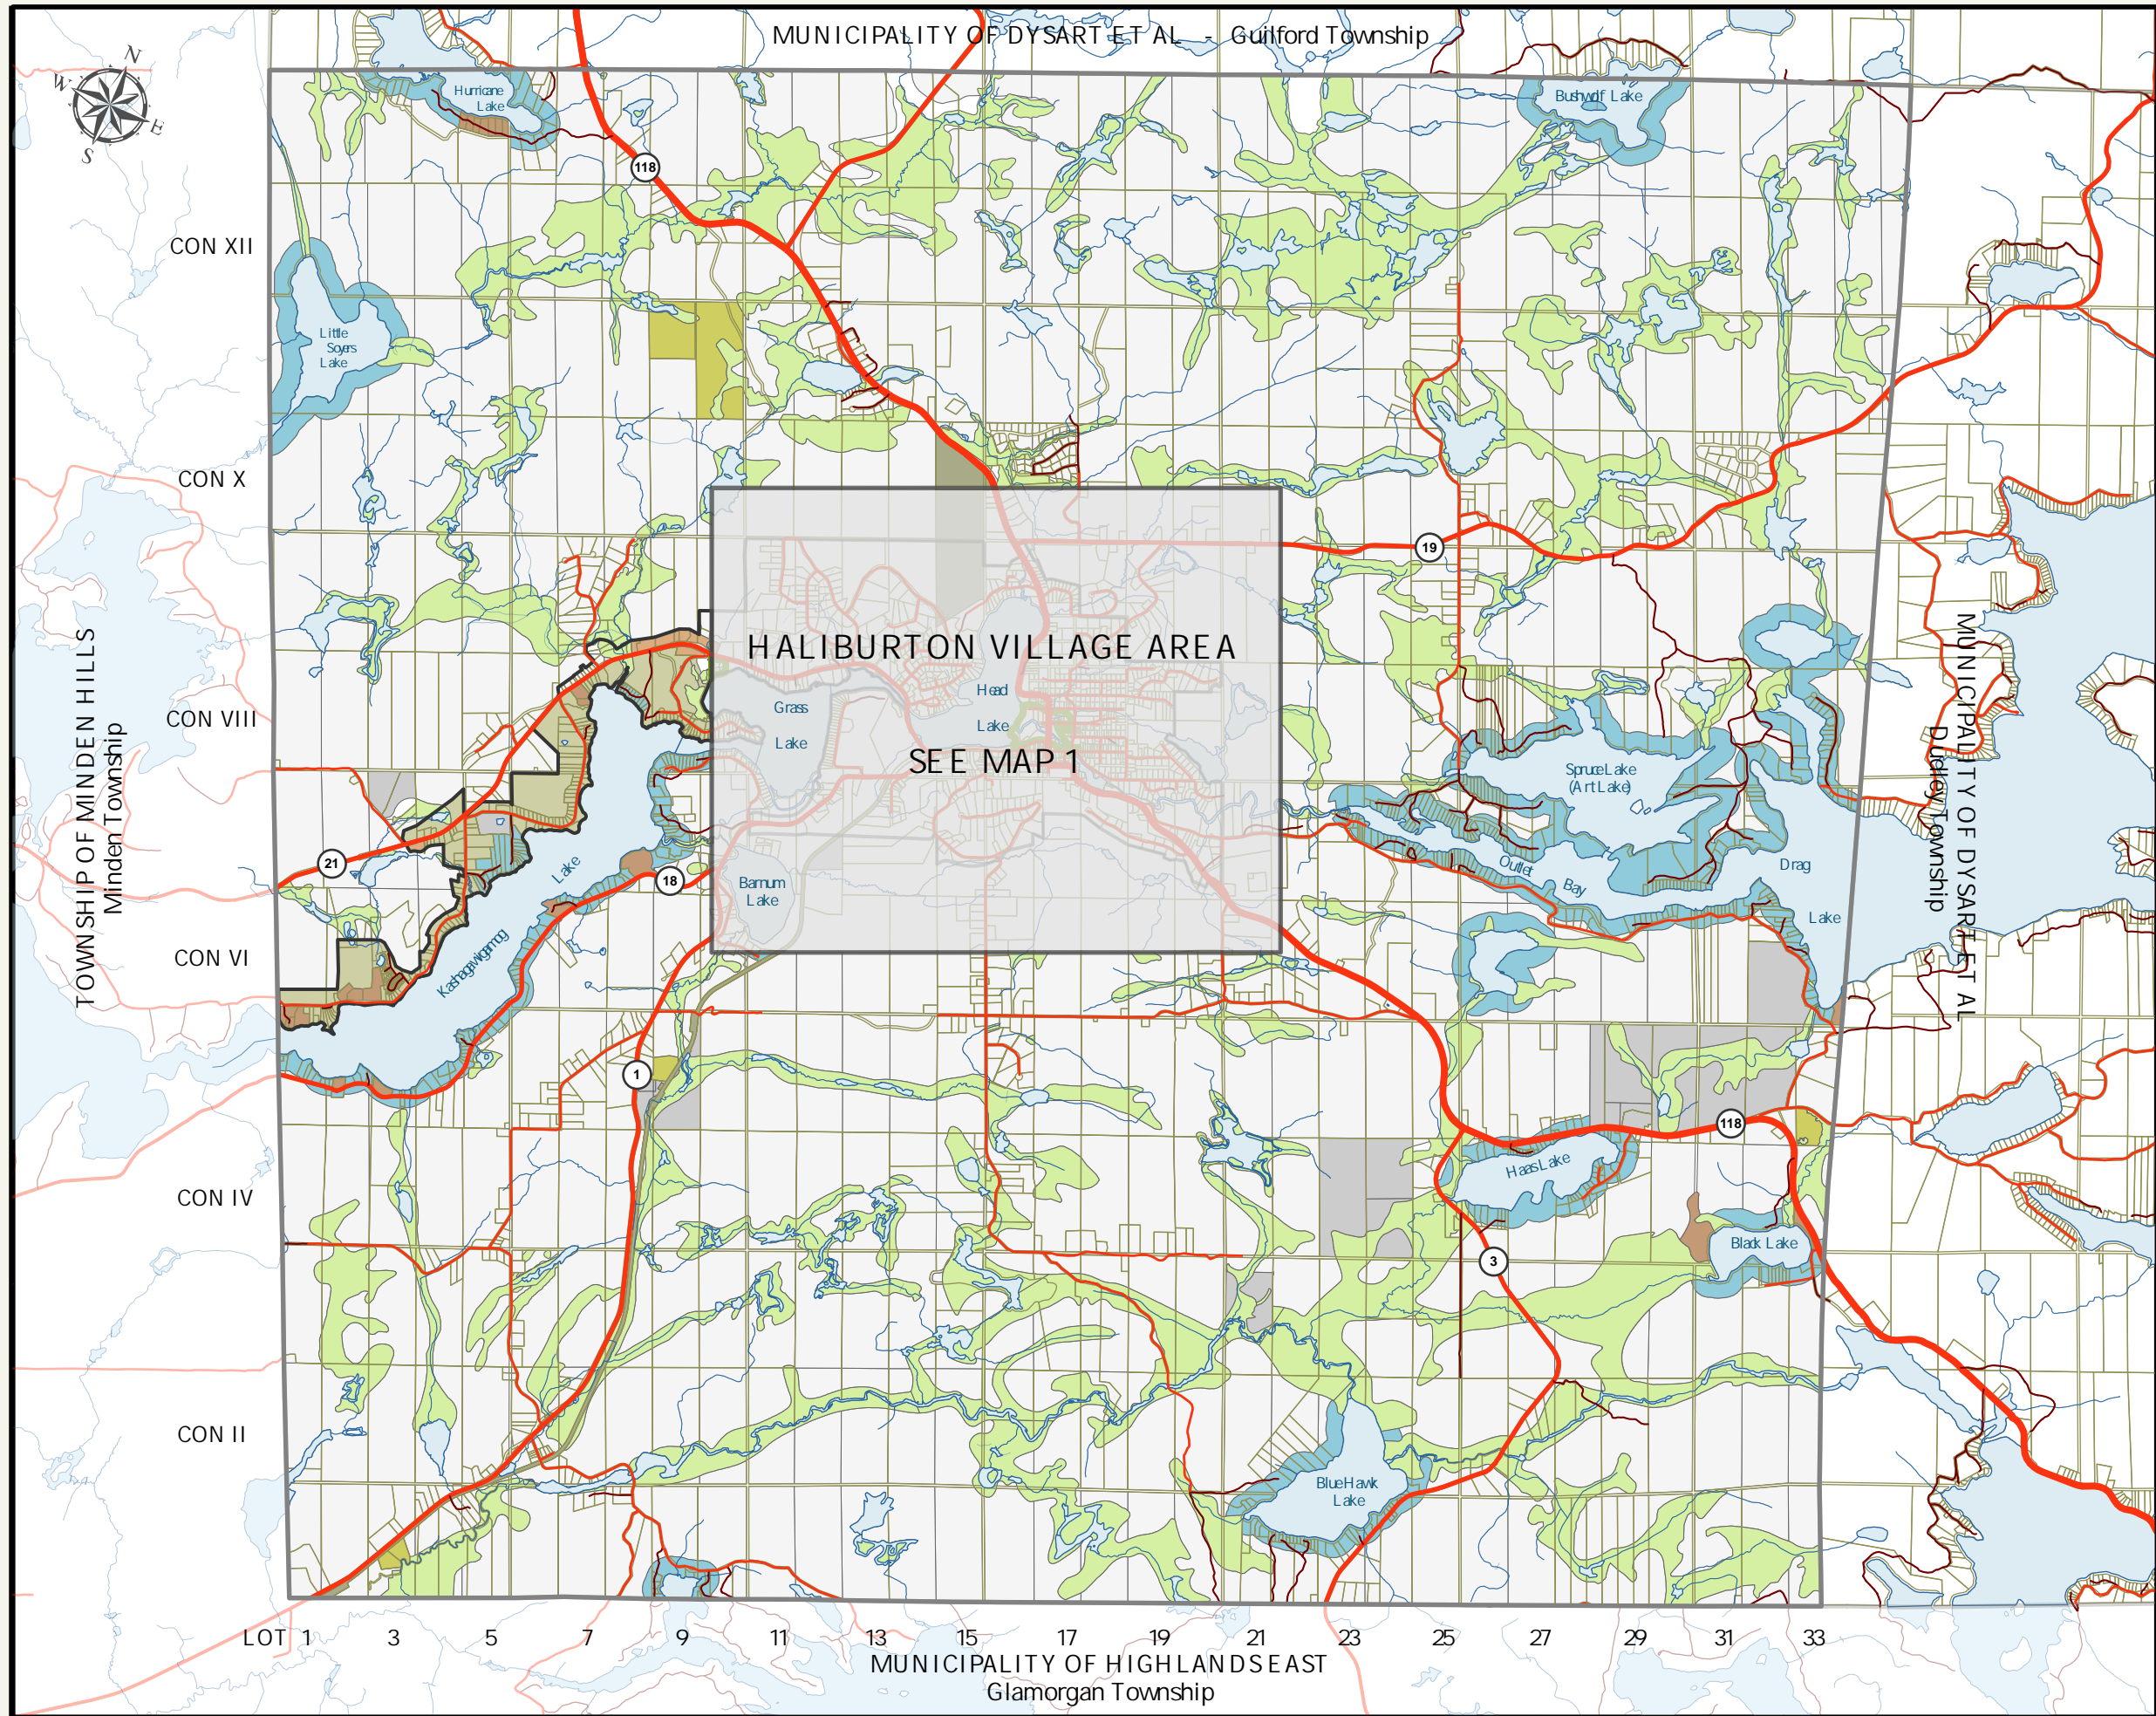 MUNICIPALITY OF DYSART ET AL - Guilford Township
N
W
E
S
Hurricane
Lake
Bushwolf Lake
118
CON XII
Little
Soyers
Lake
CON X
19
HALIBURTON VILLAGE AREA
Head
Lake
Grass
Lake
SEE MAP 1
CON VIII
TOWNSHIP OF MINDEN HILLS
Minden Township
MUNICIPALITY OF DYSART ET AL
Dudley Township
Spruce Lake
(Art Lake)
21
18
Barnum
Lake
Outlet Bay
Drag
Lake
Kashagawigamog
Lake
CON VI
1
118
Haas Lake
CON IV
Black Lake
3
CON II
Blue Hawk
Lake
LOT 1 3 5 7 9 11 13 15 17 19 21 23 25 27 29 31 33
MUNICIPALITY OF HIGHLANDS EAST
Glamorgan Township